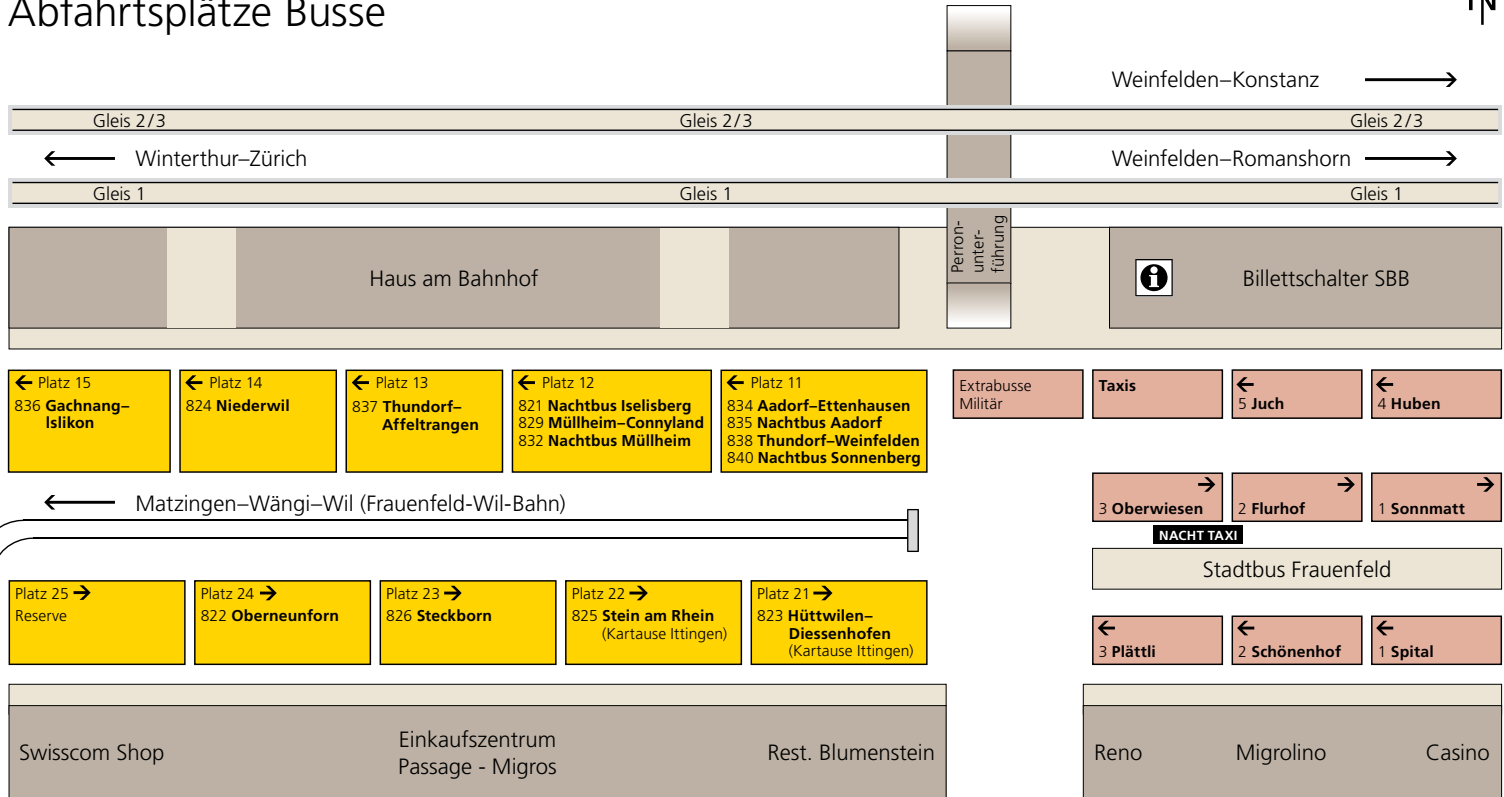 Abfahrtsplätze Busse
N
Weinfelden–Konstanz
Gleis 2/3
Gleis 2/3
Gleis 2/3
Winterthur–Zürich
Weinfelden–Romanshorn
Gleis 1
Gleis 1
Gleis 1
Haus am Bahnhof
Perron-
unter-
führung
Billettschalter SBB
← Platz 15
836 Gachnang–
Islikon
← Platz 14
824 Niederwil
← Platz 13
837 Thundorf–
Affeltrangen
← Platz 12
821 Nachtbus Iselisberg
829 Müllheim–Connyland
832 Nachtbus Müllheim
← Platz 11
834 Aadorf–Ettenhausen
835 Nachtbus Aadorf
838 Thundorf–Weinfelden
840 Nachtbus Sonnenberg
Extrabusse
Militär
Taxis
←
5 Juch
←
4 Huben
← Matzingen–Wängi–Wil (Frauenfeld-Wil-Bahn)
→
3 Oberwiesen
→
2 Flurhof
→
1 Sonnmatt
NACHT TAXI
Stadtbus Frauenfeld
Platz 25 →
Reserve
Platz 24 →
822 Oberneunforn
Platz 23 →
826 Steckborn
Platz 22 →
825 Stein am Rhein
(Kartause Ittingen)
Platz 21 →
823 Hüttwilen–
Diessenhofen
(Kartause Ittingen)
←
3 Plättli
←
2 Schönenhof
←
1 Spital
Swisscom Shop
Einkaufszentrum
Passage - Migros
Rest. Blumenstein
Reno
Migrolino
Casino